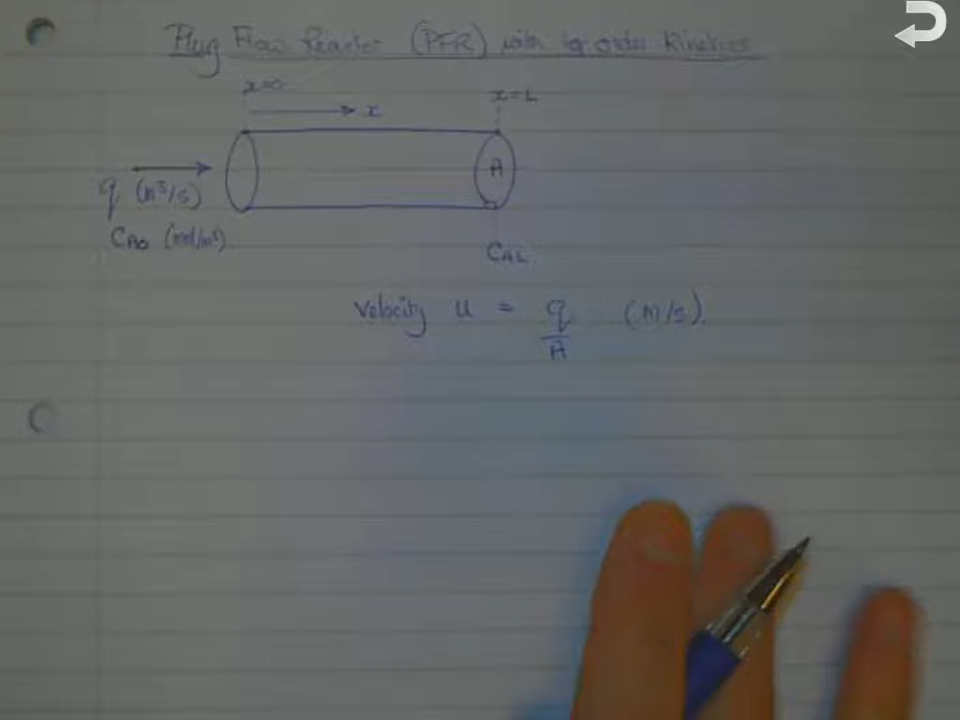 Plug Flow Reactor (PFR) with 1st order Kinetics
x=0
x=L
x
A
q (m³/s)
CA0 (mol/m³)
CAL
Velocity u = q/A (m/s).